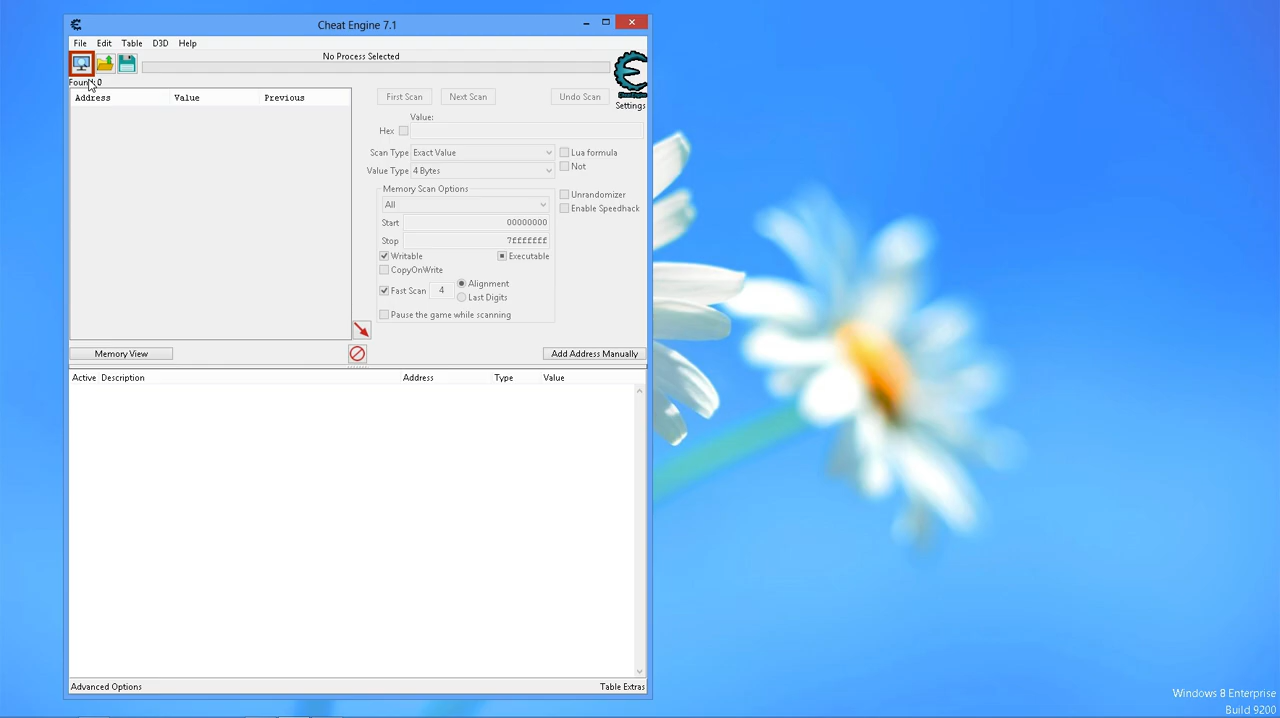 Cheat Engine 7.1
File Edit Table D3D Help
No Process Selected
Found: 0
Address Value Previous
First Scan Next Scan Undo Scan
Settings
Value:
Hex
Scan Type Exact Value
Lua formula
Not
Value Type 4 Bytes
Memory Scan Options
All
Unrandomizer
Enable Speedhack
Start 00000000
Stop 7fffffff
Writable Executable
CopyOnWrite
Fast Scan 4 Alignment
Last Digits
Pause the game while scanning
Memory View Add Address Manually
Active Description Address Type Value
Advanced Options Table Extras
Windows 8 Enterprise
Build 9200